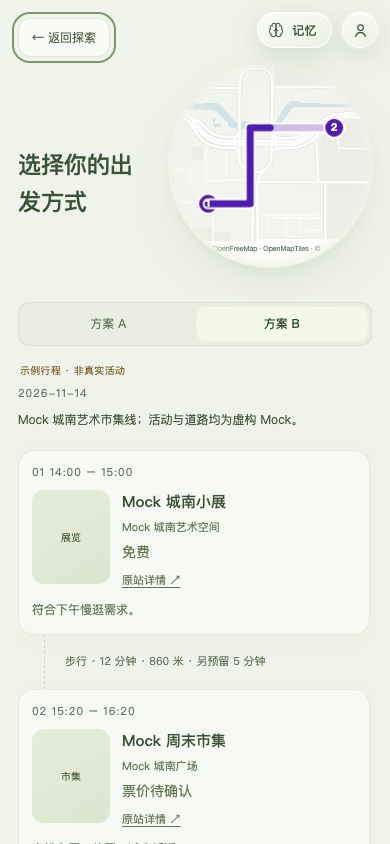 ← 返回探索
记忆
2
1
OpenFreeMap · OpenMapTiles · ©
选择你的出
发方式
方案 A
方案 B
示例行程 · 非真实活动
2026-11-14
Mock 城南艺术市集线；活动与道路均为虚构 Mock。
01 14:00 — 15:00
展览
Mock 城南小展
Mock 城南艺术空间
免费
原站详情 ↗
符合下午慢逛需求。
步行 · 12 分钟 · 860 米 · 另预留 5 分钟
02 15:20 — 16:20
市集
Mock 周末市集
Mock 城南广场
票价待确认
原站详情 ↗